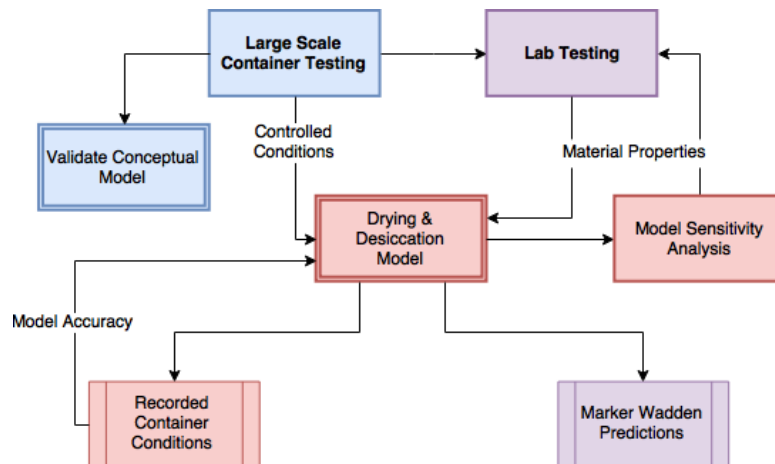 Large Scale
Container Testing
Lab Testing
Controlled
Conditions
Validate Conceptual
Model
Material Properties
Drying &
Desiccation
Model
Model Sensitivity
Analysis
Model Accuracy
Recorded
Container
Conditions
Marker Wadden
Predictions